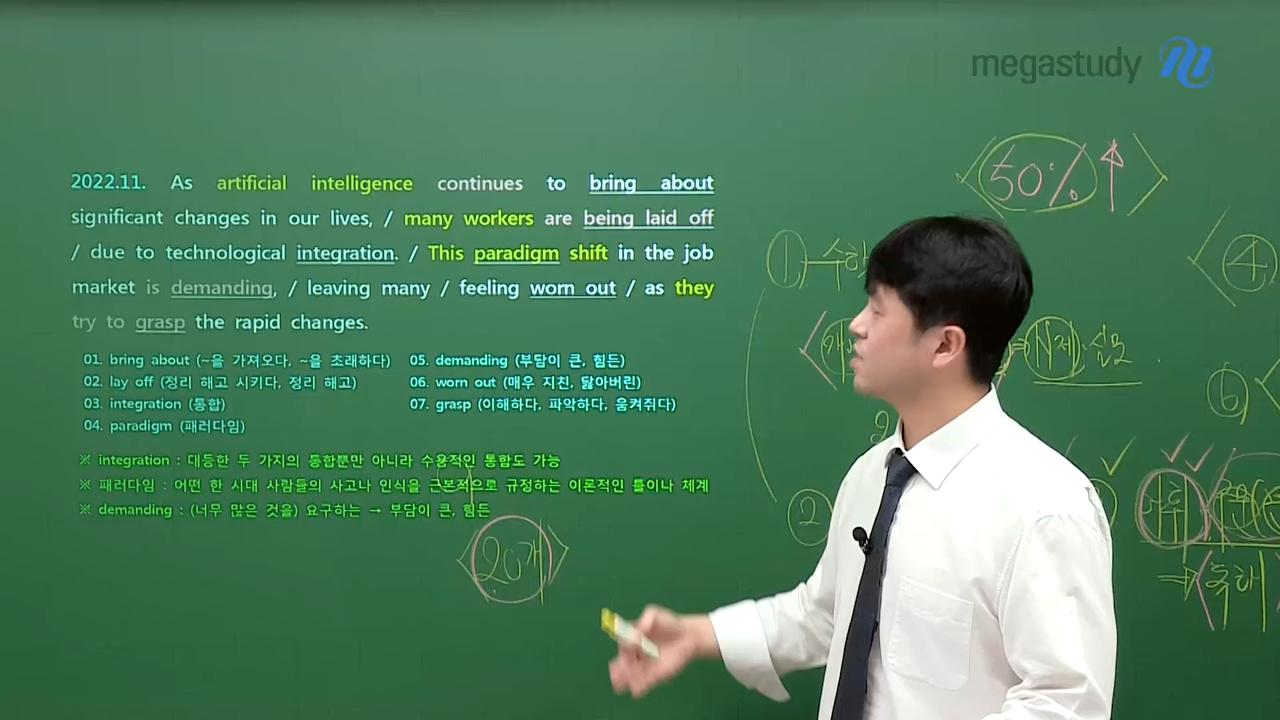 megastudy
50%
2022.11. As artificial intelligence continues to bring about
significant changes in our lives, / many workers are being laid off
/ due to technological integration. / This paradigm shift in the job
market is demanding, / leaving many / feeling worn out / as they
try to grasp the rapid changes.
01. bring about (~을 가져오다, ~을 초래하다)
02. lay off (정리 해고 시키다, 정리 해고)
03. integration (통합)
04. paradigm (패러다임)
05. demanding (부담이 큰, 힘든)
06. worn out (매우 지친, 닳아버린)
07. grasp (이해하다, 파악하다, 움켜쥐다)
※ integration : 대등한 두 가지의 통합뿐만 아니라 수용적인 통합도 가능
※ 패러다임 : 어떤 한 시대 사람들의 사고나 인식을 근본적으로 규정하는 이론적인 틀이나 체계
※ demanding : (너무 많은 것을) 요구하는 → 부담이 큰, 힘든
20개
①
④
②
⑥